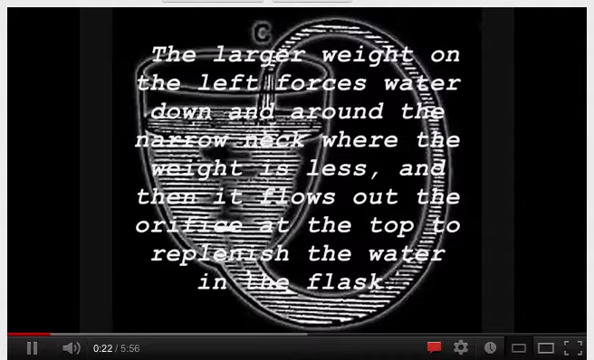 C
The larger weight on
the left forces water
down and around the
narrow neck where the
weight is less, and
then it flows out the
orifice at the top to
replenish the water
in the flask
0:22 / 5:56